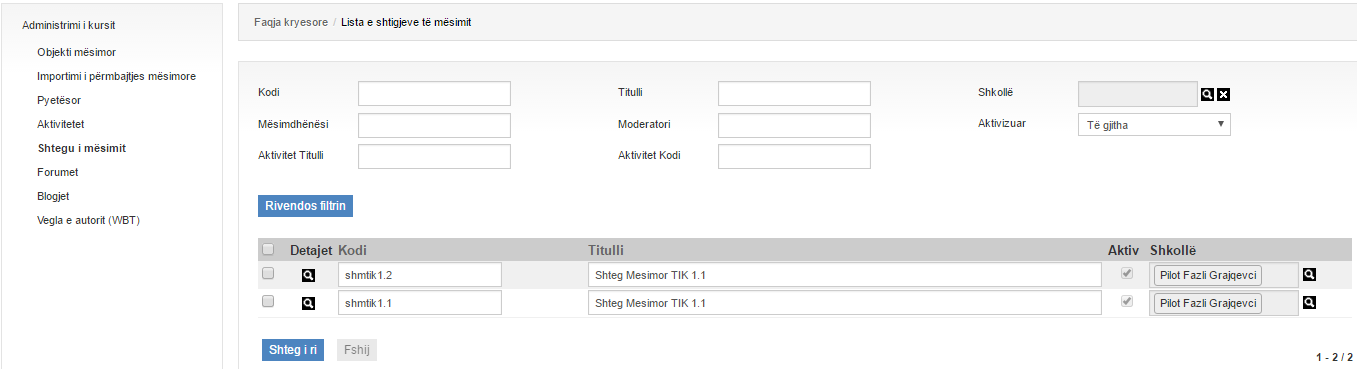 Administrimi i kursit
Objekti mësimor
Importimi i përmbajtjes mësimore
Pyetësor
Aktivitetet
Shtegu i mësimit
Forumet
Blogjet
Vegla e autorit (WBT)
Faqja kryesore / Lista e shtigjeve të mësimit
Kodi Titulli Shkollë
Mësimdhënësi Moderatori Aktivizuar Të gjitha
Aktivitet Titulli Aktivitet Kodi
Rivendos filtrin
Detajet Kodi Titulli Aktiv Shkollë
shmtik1.2 Shteg Mesimor TIK 1.1 Pilot Fazli Grajqevci
shmtik1.1 Shteg Mesimor TIK 1.1 Pilot Fazli Grajqevci
Shteg i ri Fshij
1 - 2 / 2